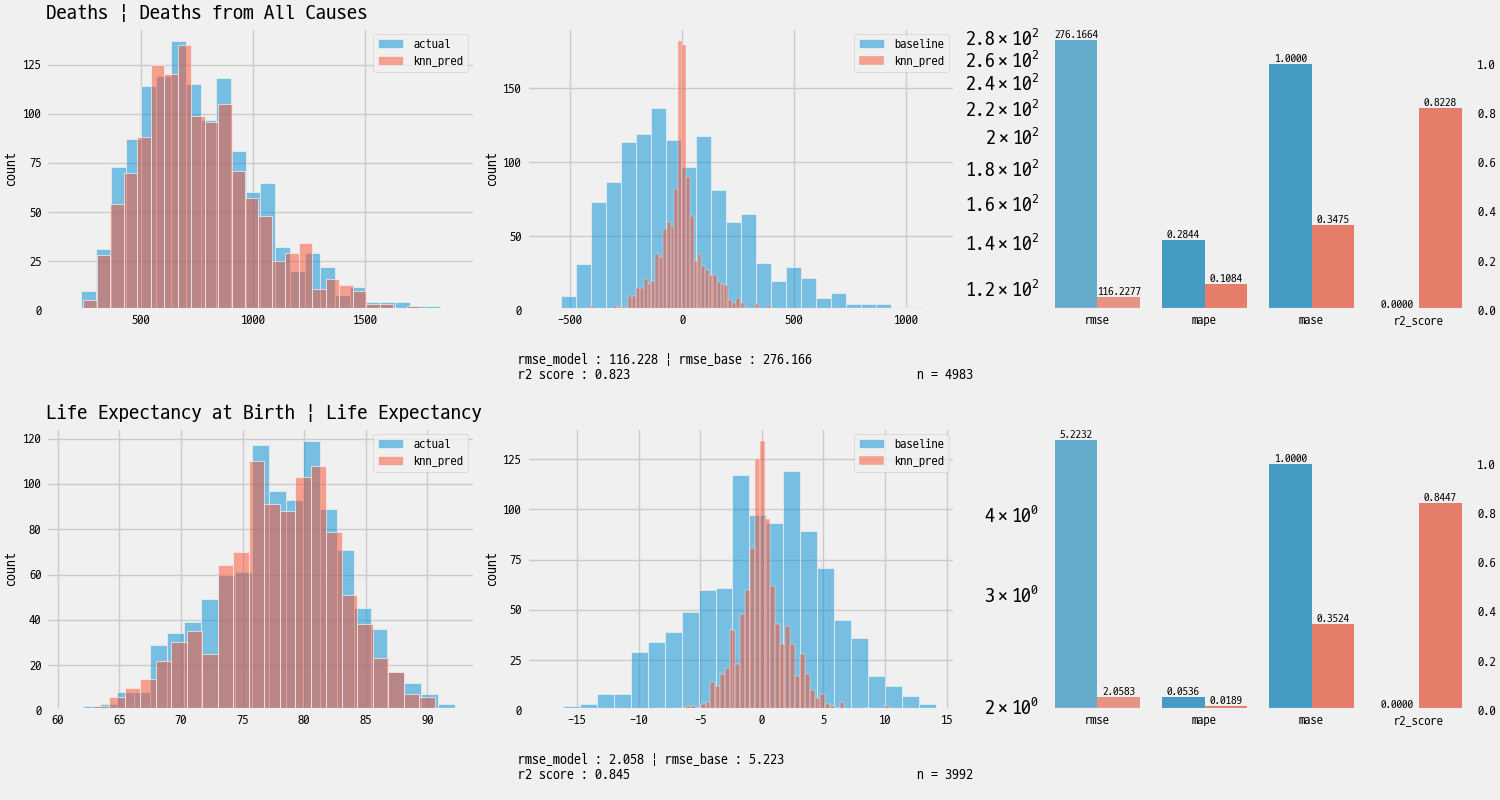 Deaths ¦ Deaths from All Causes
actual
knn_pred
count
125
100
75
50
25
0
500
1000
1500
baseline
knn_pred
count
150
100
50
0
−500
0
500
1000
2.8 × 10²
2.6 × 10²
2.4 × 10²
2.2 × 10²
2 × 10²
1.8 × 10²
1.6 × 10²
1.4 × 10²
1.2 × 10²
276.1664
116.2277
0.2844
0.1084
1.0000
0.3475
0.0000
0.8228
rmse
mape
mase
r2_score
1.0
0.8
0.6
0.4
0.2
0.0
rmse_model : 116.228 ¦ rmse_base : 276.166
r2 score : 0.823
n = 4983
Life Expectancy at Birth ¦ Life Expectancy
actual
knn_pred
count
120
100
80
60
40
20
0
60
65
70
75
80
85
90
baseline
knn_pred
count
125
100
75
50
25
0
−15
−10
−5
0
5
10
15
4 × 10⁰
3 × 10⁰
2 × 10⁰
5.2232
2.0583
0.0536
0.0189
1.0000
0.3524
0.0000
0.8447
rmse
mape
mase
r2_score
1.0
0.8
0.6
0.4
0.2
0.0
rmse_model : 2.058 ¦ rmse_base : 5.223
r2 score : 0.845
n = 3992